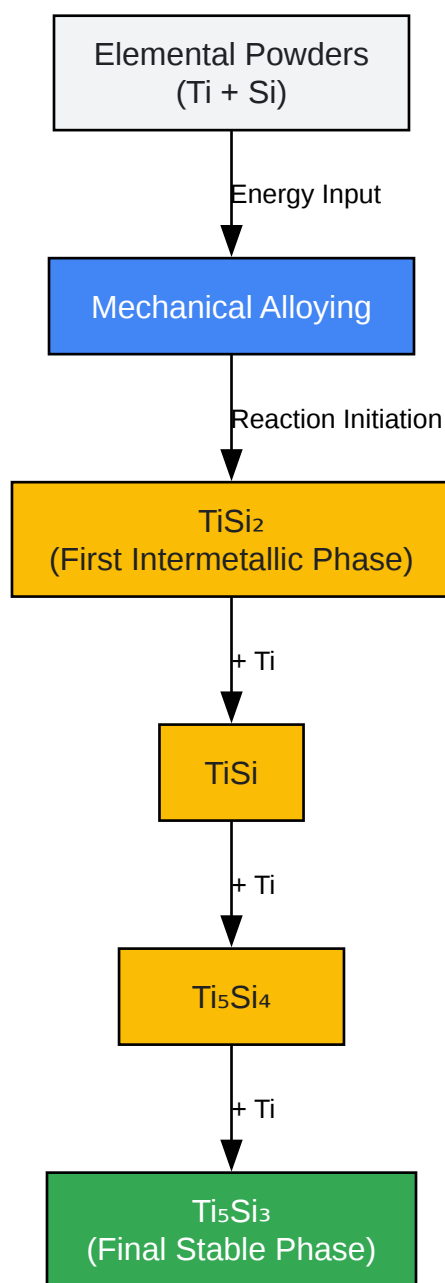 Elemental Powders
(Ti + Si)
Energy Input
Mechanical Alloying
Reaction Initiation
TiSi₂
(First Intermetallic Phase)
+ Ti
TiSi
+ Ti
Ti₅Si₄
+ Ti
Ti₅Si₃
(Final Stable Phase)